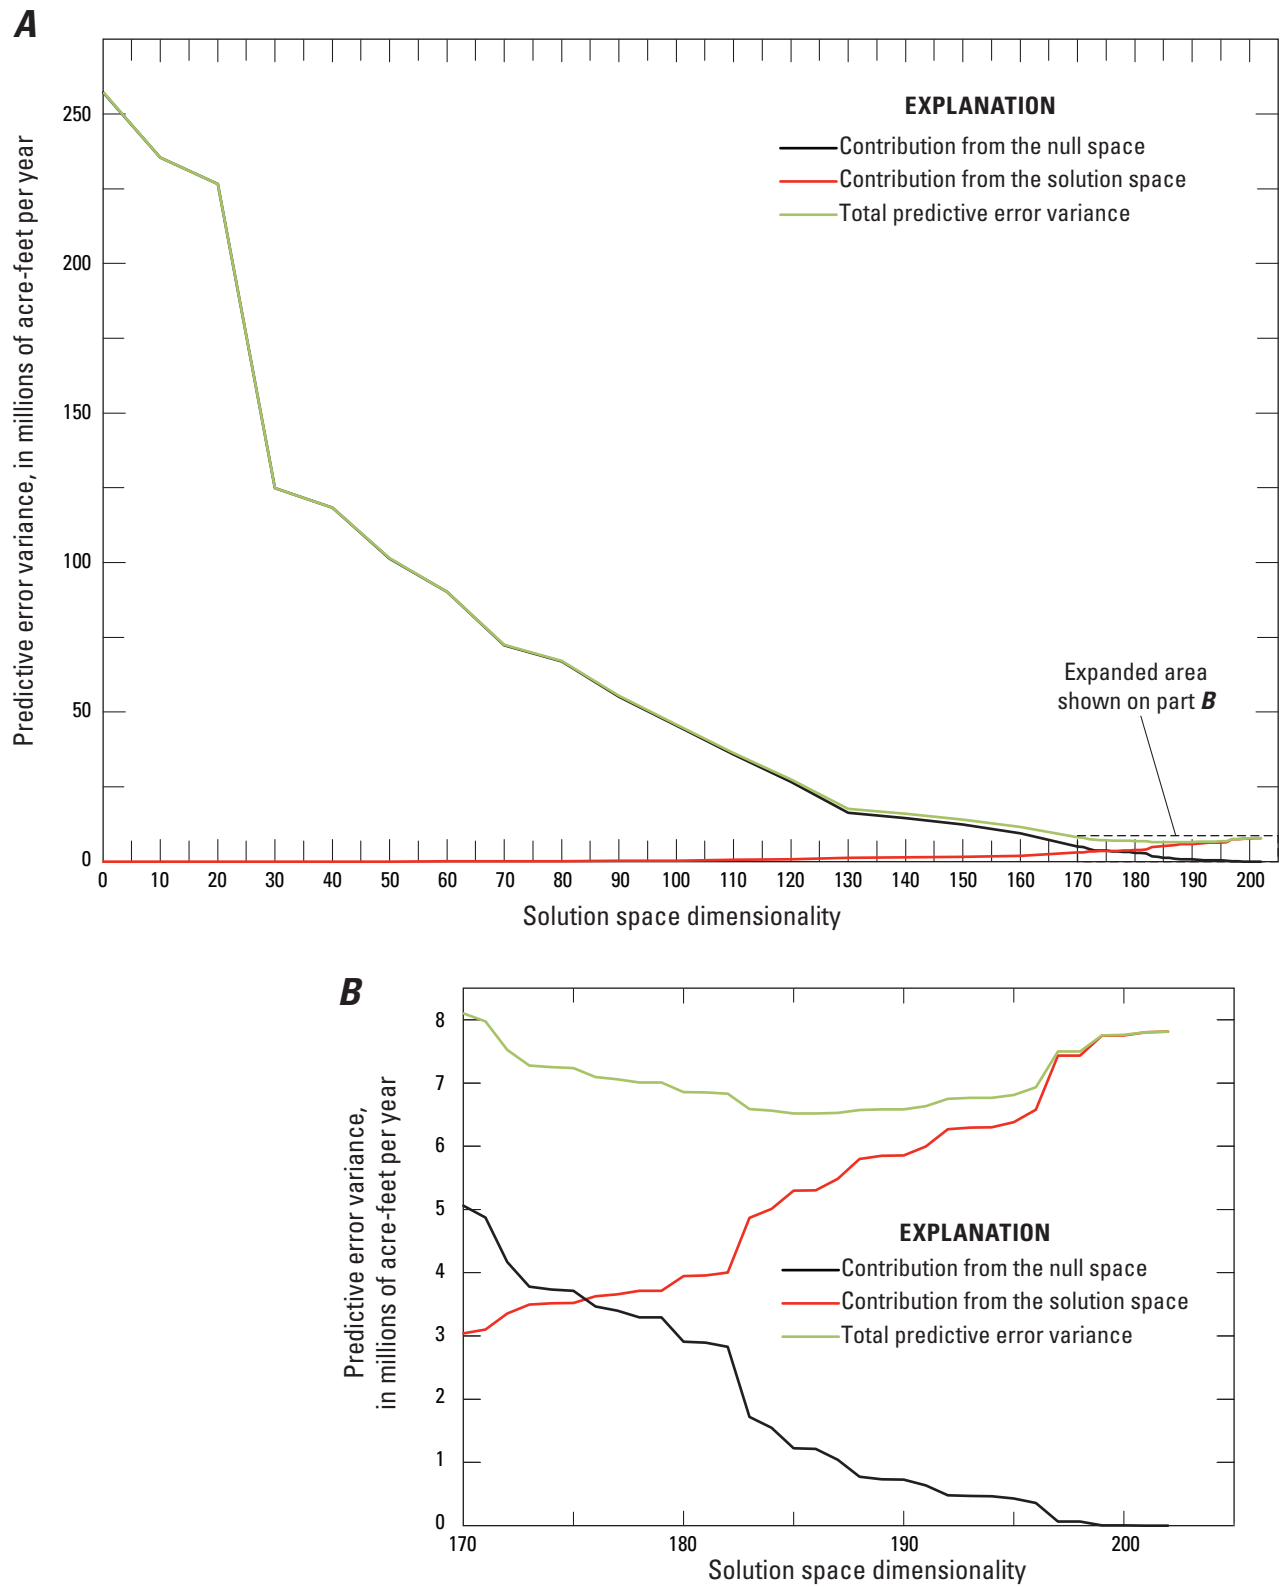 A
250
200
150
100
50
0
Predictive error variance, in millions of acre-feet per year
EXPLANATION
Contribution from the null space
Contribution from the solution space
Total predictive error variance
Expanded area
shown on part B
0 10 20 30 40 50 60 70 80 90 100 110 120 130 140 150 160 170 180 190 200
Solution space dimensionality
B
8
7
6
5
4
3
2
1
0
Predictive error variance,
in millions of acre-feet per year
EXPLANATION
Contribution from the null space
Contribution from the solution space
Total predictive error variance
170 180 190 200
Solution space dimensionality